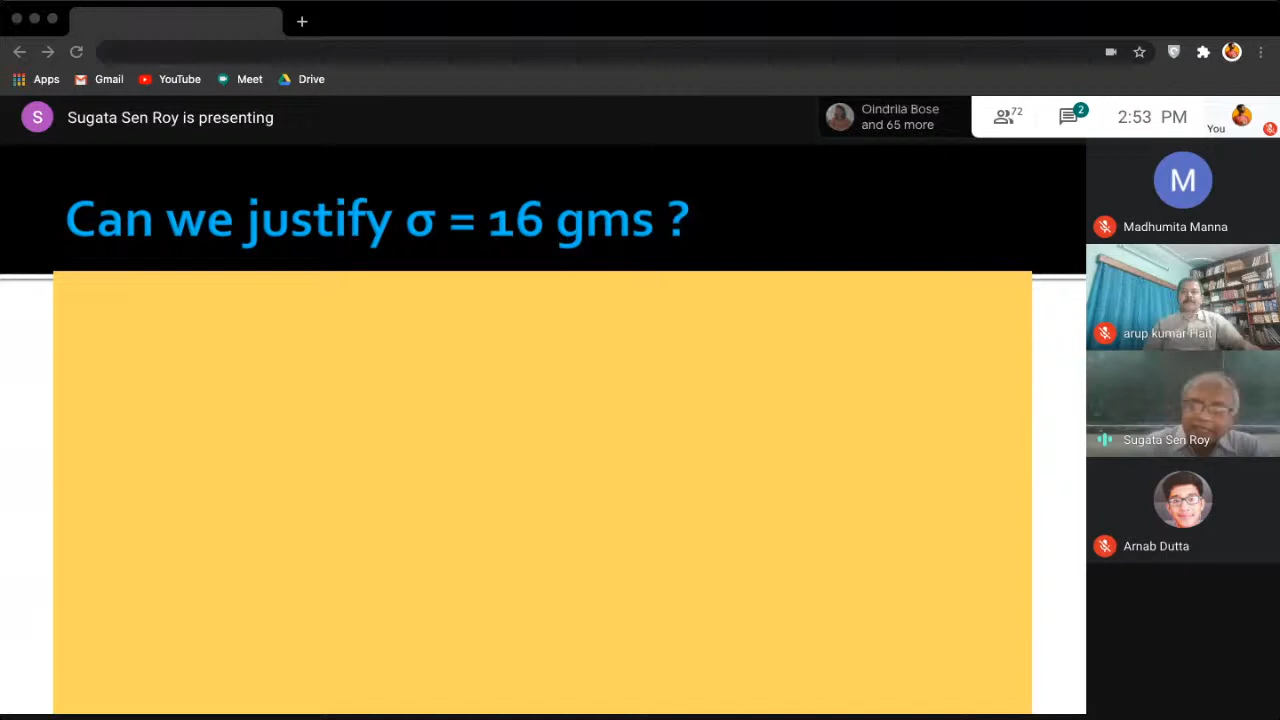 Apps Gmail YouTube Meet Drive
S Sugata Sen Roy is presenting
Oindrila Bose
and 65 more
72
2
2:53 PM
You
Can we justify σ = 16 gms ?
M
Madhumita Manna
arup kumar Hait
Sugata Sen Roy
Arnab Dutta